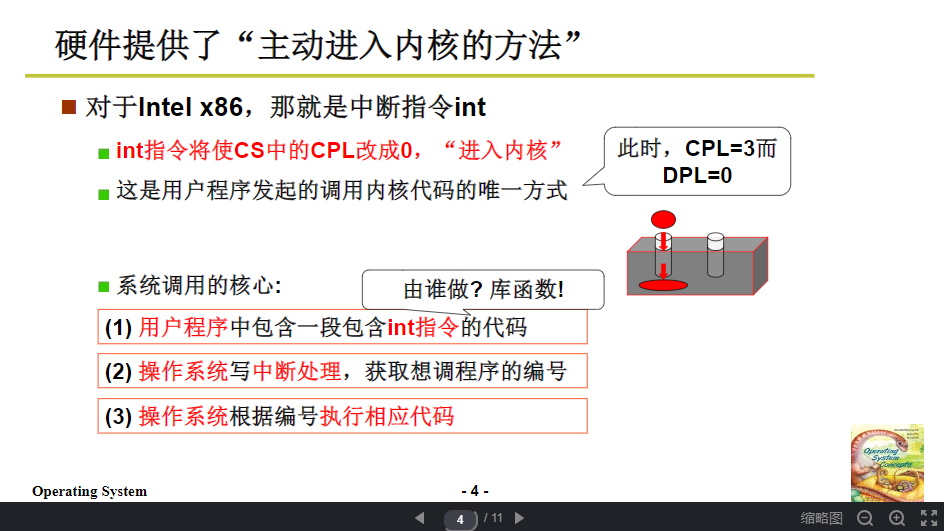 硬件提供了“主动进入内核的方法”
对于Intel x86，那就是中断指令int
int指令将使CS中的CPL改成0，“进入内核”
此时，CPL=3而
DPL=0
这是用户程序发起的调用内核代码的唯一方式
系统调用的核心:
由谁做? 库函数!
(1) 用户程序中包含一段包含int指令的代码
(2) 操作系统写中断处理，获取想调程序的编号
(3) 操作系统根据编号执行相应代码
Operating
System
Concepts
Operating System
- 4 -
4 / 11
缩略图